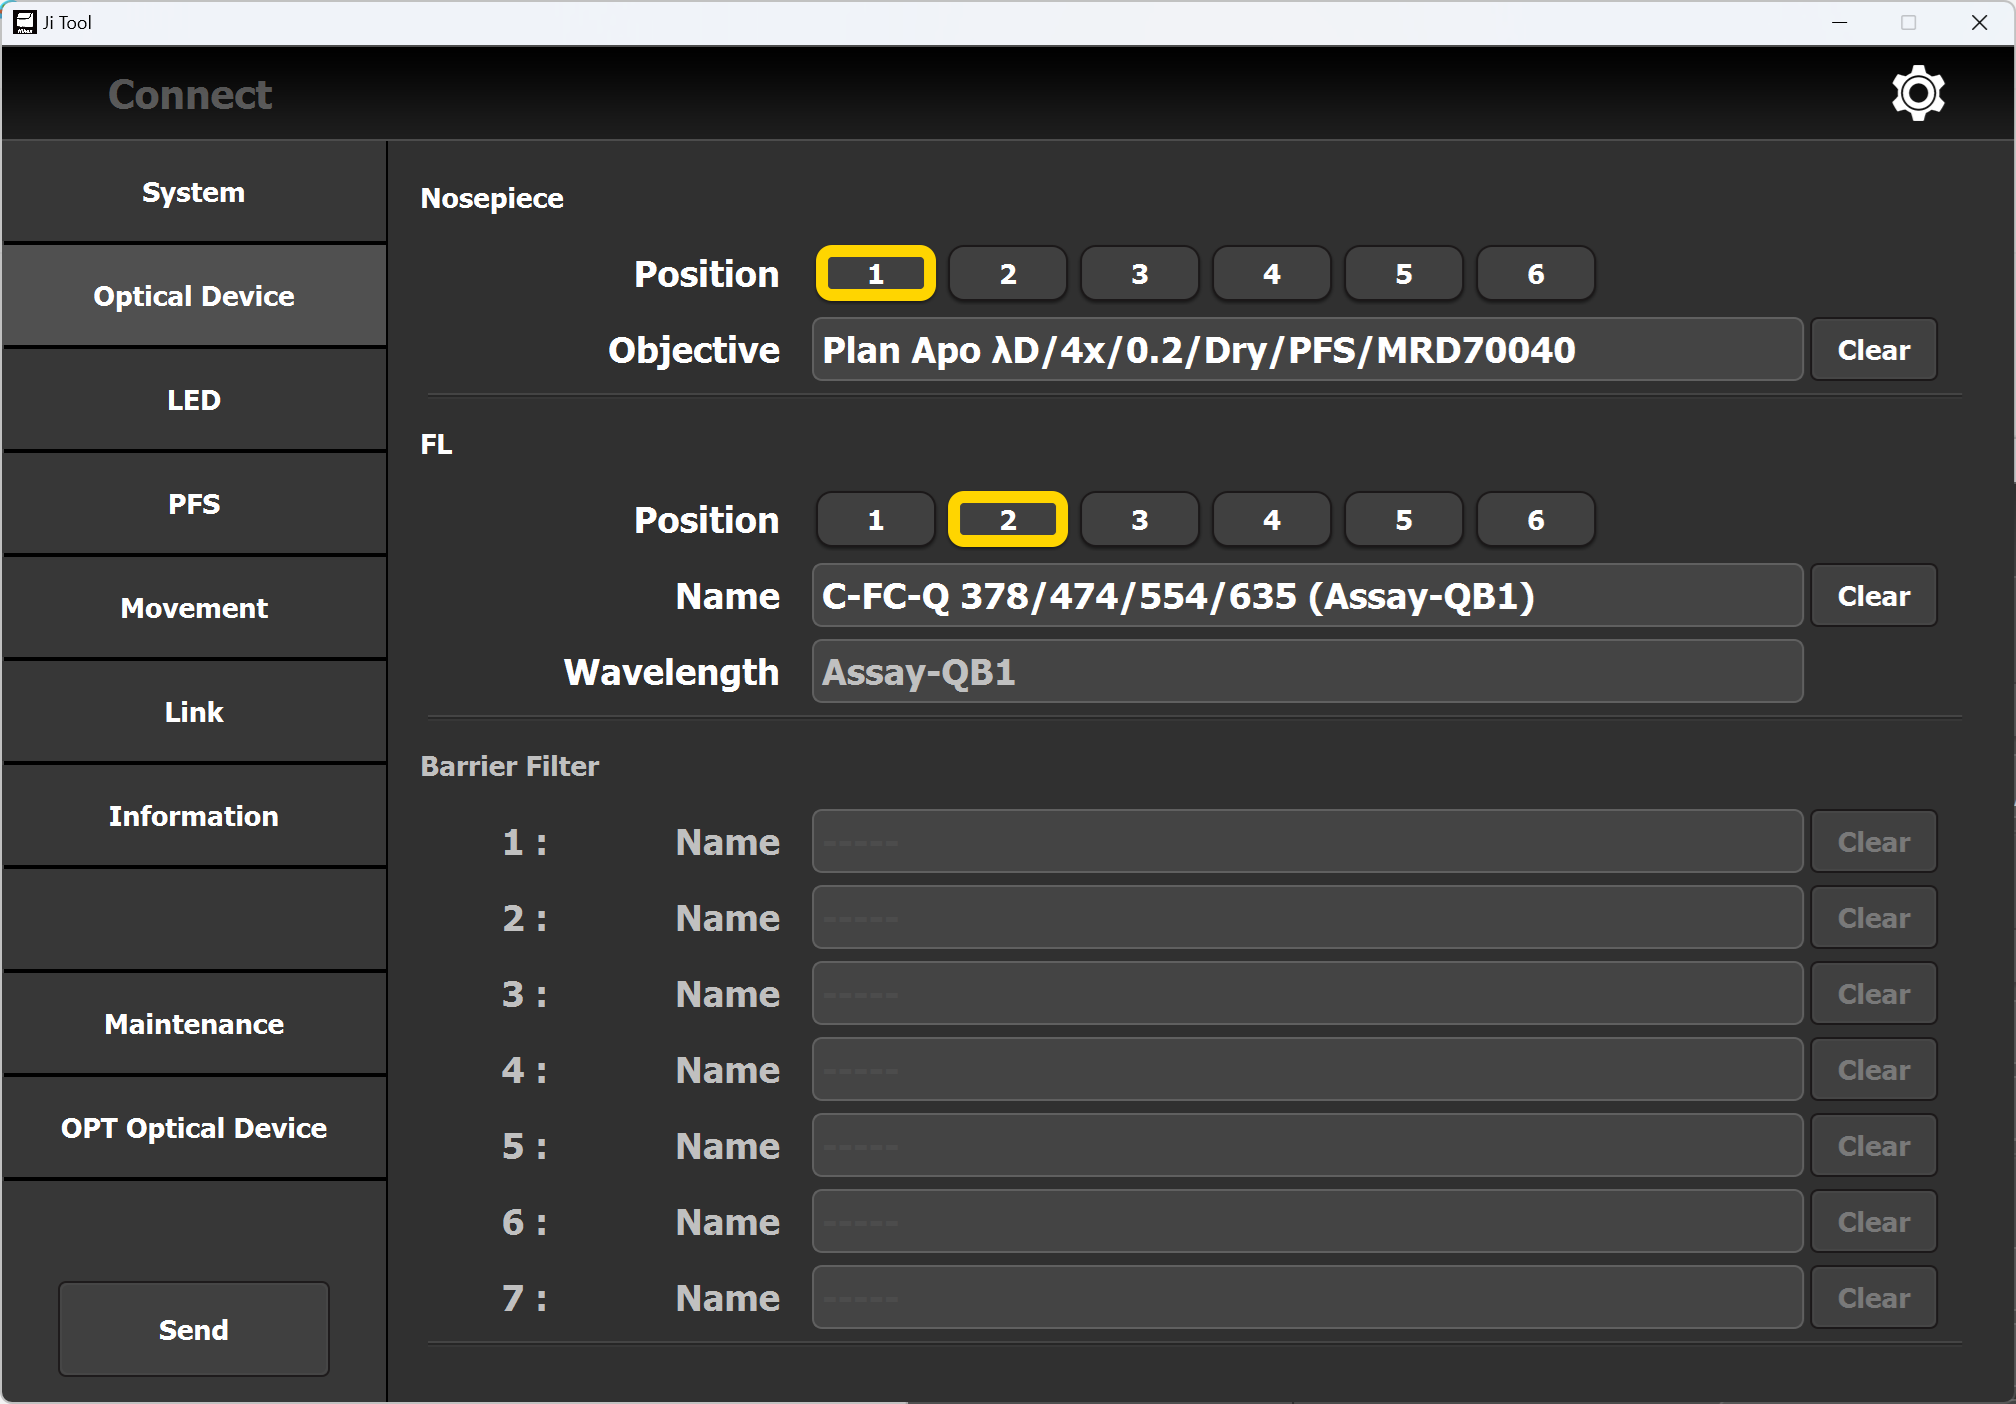 Ji Tool
Connect
System
Optical Device
LED
PFS
Movement
Link
Information
Maintenance
OPT Optical Device
Send
Nosepiece
Position 1 2 3 4 5 6
Objective Plan Apo λD/4x/0.2/Dry/PFS/MRD70040 Clear
FL
Position 1 2 3 4 5 6
Name C-FC-Q 378/474/554/635 (Assay-QB1) Clear
Wavelength Assay-QB1
Barrier Filter
1 : Name ----- Clear
2 : Name ----- Clear
3 : Name ----- Clear
4 : Name ----- Clear
5 : Name ----- Clear
6 : Name ----- Clear
7 : Name ----- Clear